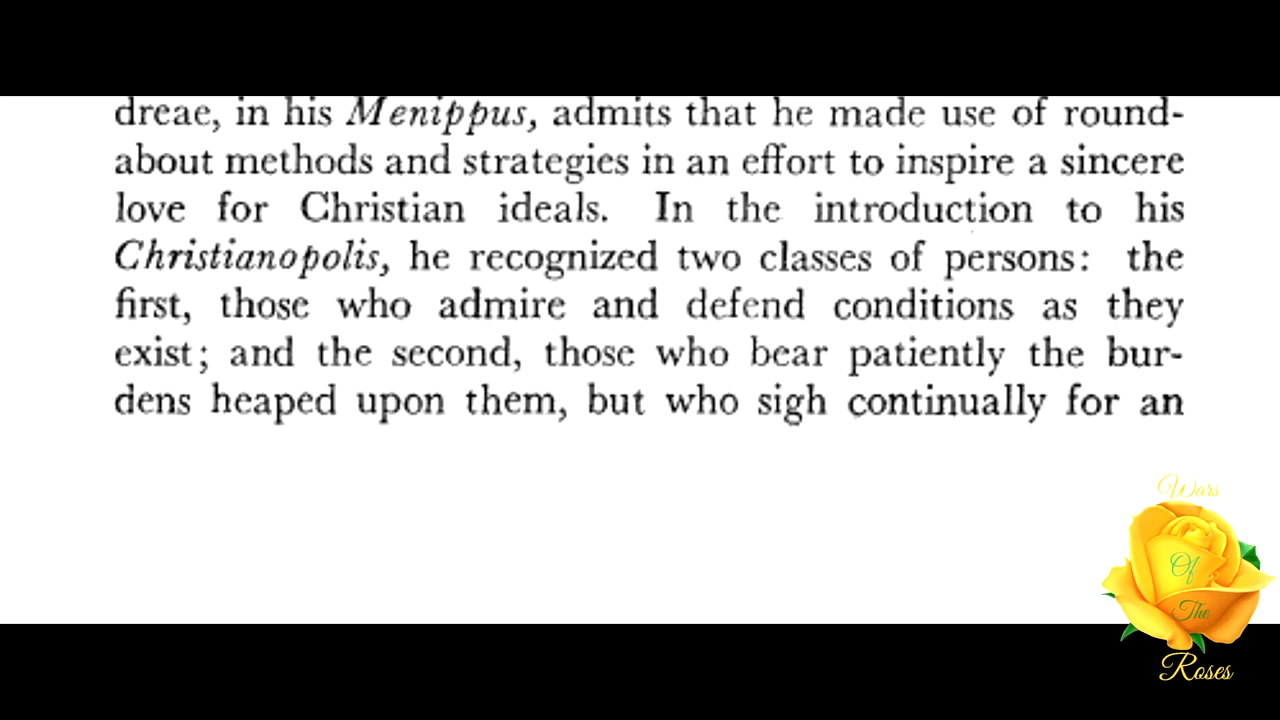 dreae, in his Menippus, admits that he made use of round-
about methods and strategies in an effort to inspire a sincere
love for Christian ideals. In the introduction to his
Christianopolis, he recognized two classes of persons: the
first, those who admire and defend conditions as they
exist; and the second, those who bear patiently the bur-
dens heaped upon them, but who sigh continually for an
Wars
Of
The
Roses